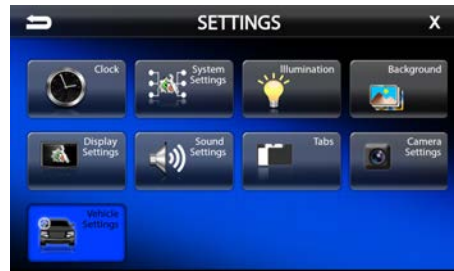 SETTINGS
X
Clock
System
Settings
Illumination
Background
Display
Settings
Sound
Settings
Tabs
Camera
Settings
Vehicle
Settings